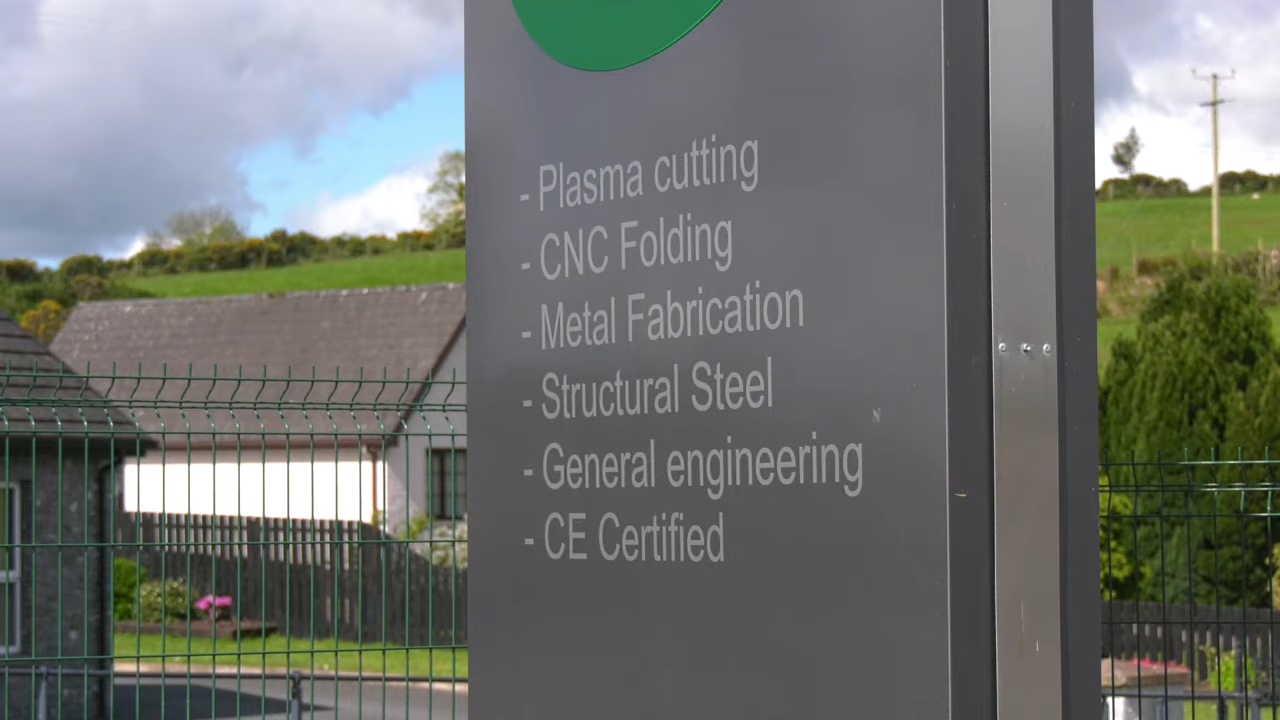 - Plasma cutting
- CNC Folding
- Metal Fabrication
- Structural Steel
- General engineering
- CE Certified